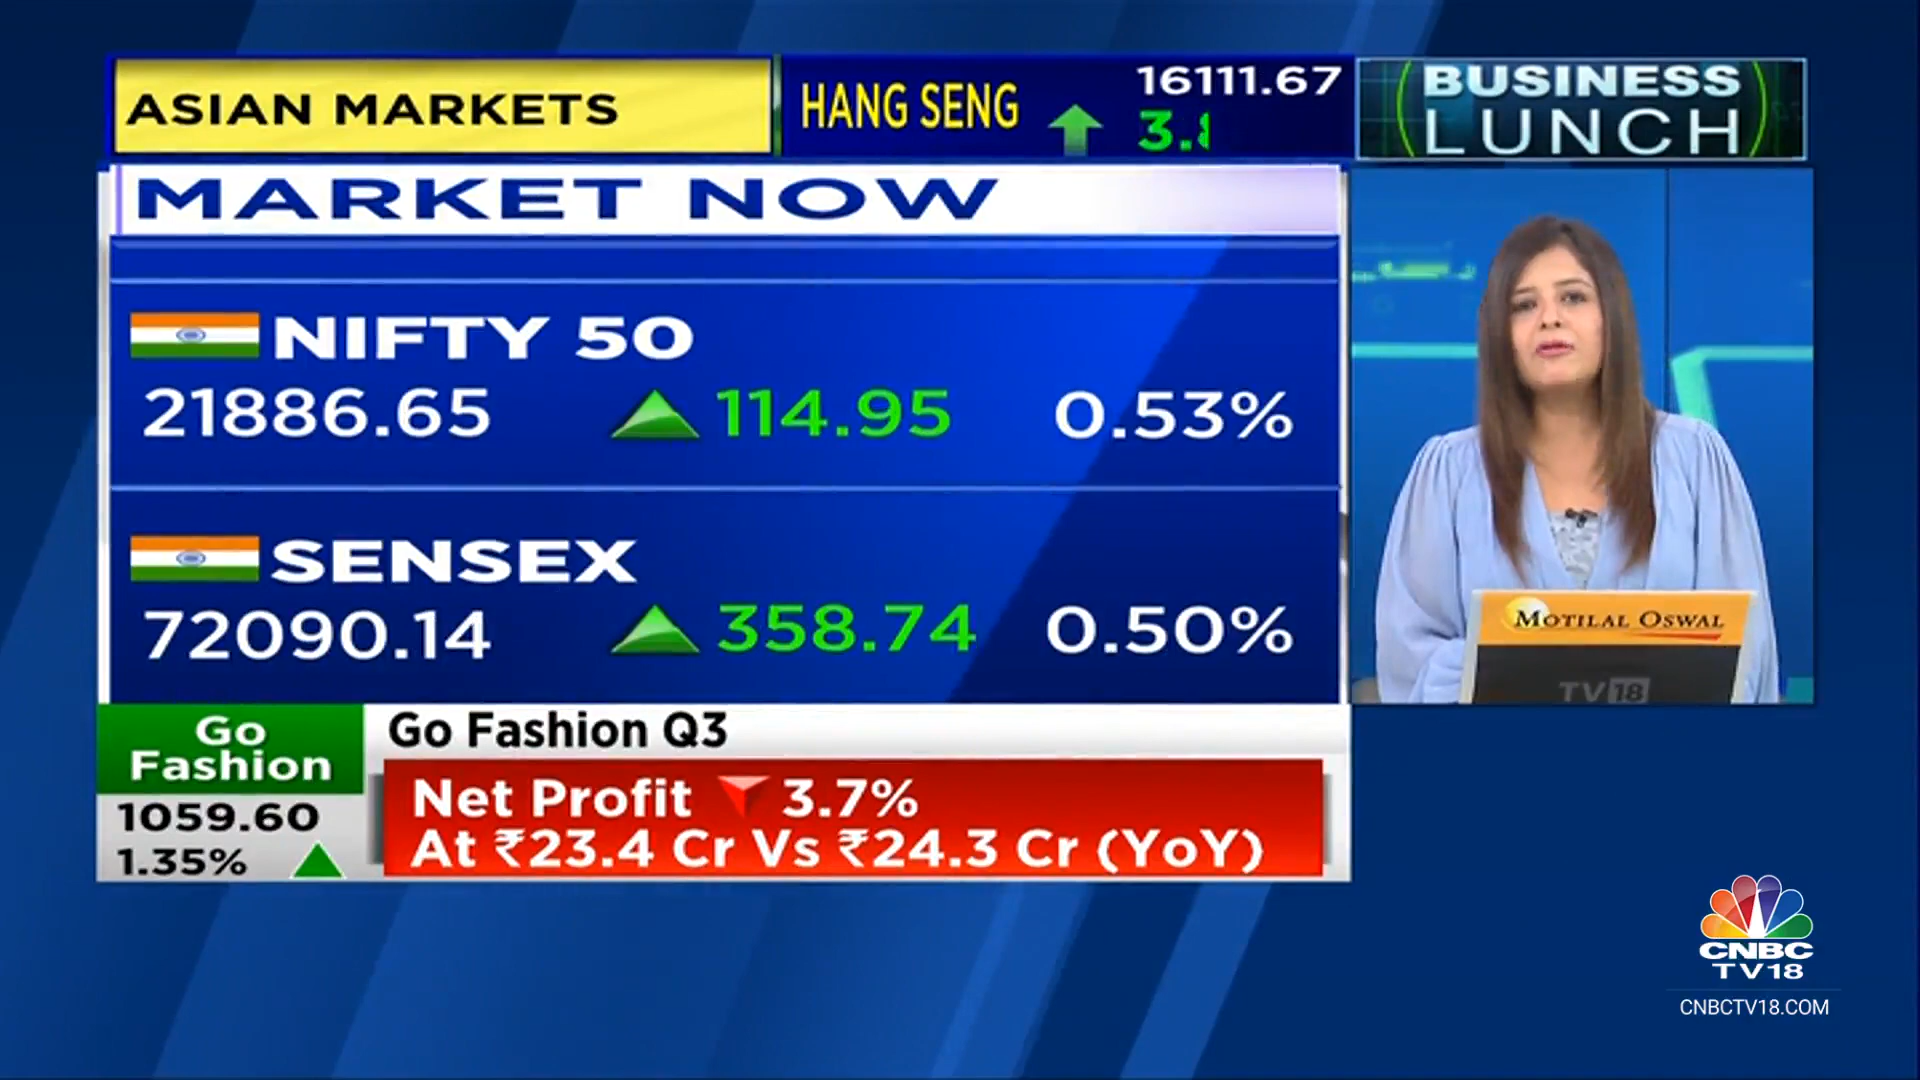 ASIAN MARKETS
HANG SENG
16111.67
BUSINESS
LUNCH
MARKET NOW
NIFTY 50
21886.65 114.95 0.53%
SENSEX
72090.14 358.74 0.50%
MOTILAL OSWAL
TV18
Go
Fashion
1059.60
1.35%
Go Fashion Q3
Net Profit 3.7%
At ₹23.4 Cr Vs ₹24.3 Cr (YoY)
CNBC
TV18
CNBCTV18.COM